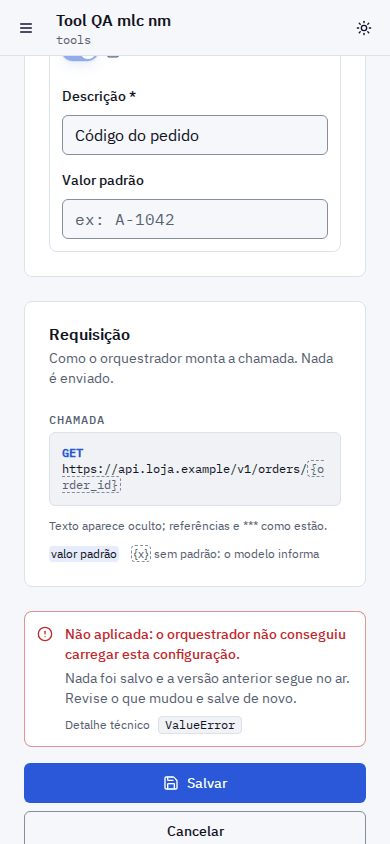 Tool QA mlc nm
tools
Descrição *
Código do pedido
Valor padrão
ex: A-1042
Requisição
Como o orquestrador monta a chamada. Nada
é enviado.
CHAMADA
GET
https://api.loja.example/v1/orders/{o
rder_id}
Texto aparece oculto; referências e *** como estão.
valor padrão {x} sem padrão: o modelo informa
Não aplicada: o orquestrador não conseguiu
carregar esta configuração.
Nada foi salvo e a versão anterior segue no ar.
Revise o que mudou e salve de novo.
Detalhe técnico ValueError
Salvar
Cancelar